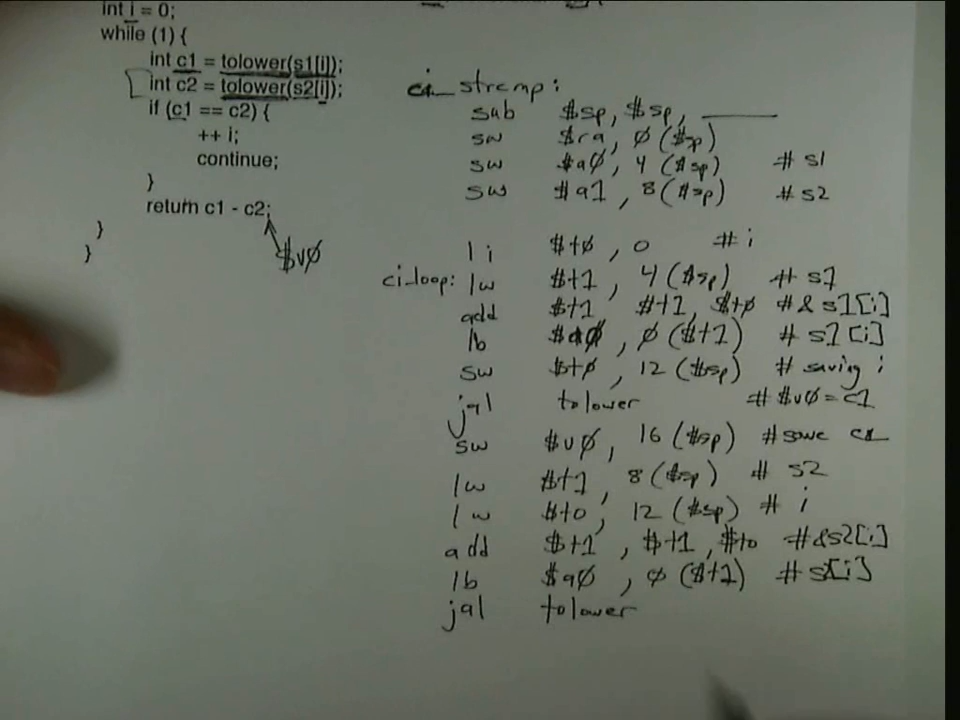 int i = 0;
while (1) {
int c1 = tolower(s1[i]);
int c2 = tolower(s2[i]);
if (c1 == c2) {
++ i;
continue;
}
return c1 - c2;
}
}
$v0
ci_strcmp:
sub $sp, $sp, ______
sw $ra, 0($sp)
sw $a0, 4($sp) # s1
sw $a1, 8($sp) # s2
li $t0, 0 # i
ci_loop: lw $t1, 4($sp) # s1
add $t1 $t1, $t0 # & s1[i]
lb $a0, 0($t1) # s1[i]
sw $t0, 12($sp) # saving i
jal tolower # $v0 = c1
sw $v0, 16($sp) # save c1
lw $t1, 8($sp) # s2
lw $t0, 12($sp) # i
add $t1, $t1, $t0 # &s2[i]
lb $a0, 0($t1) # s[i]
jal tolower